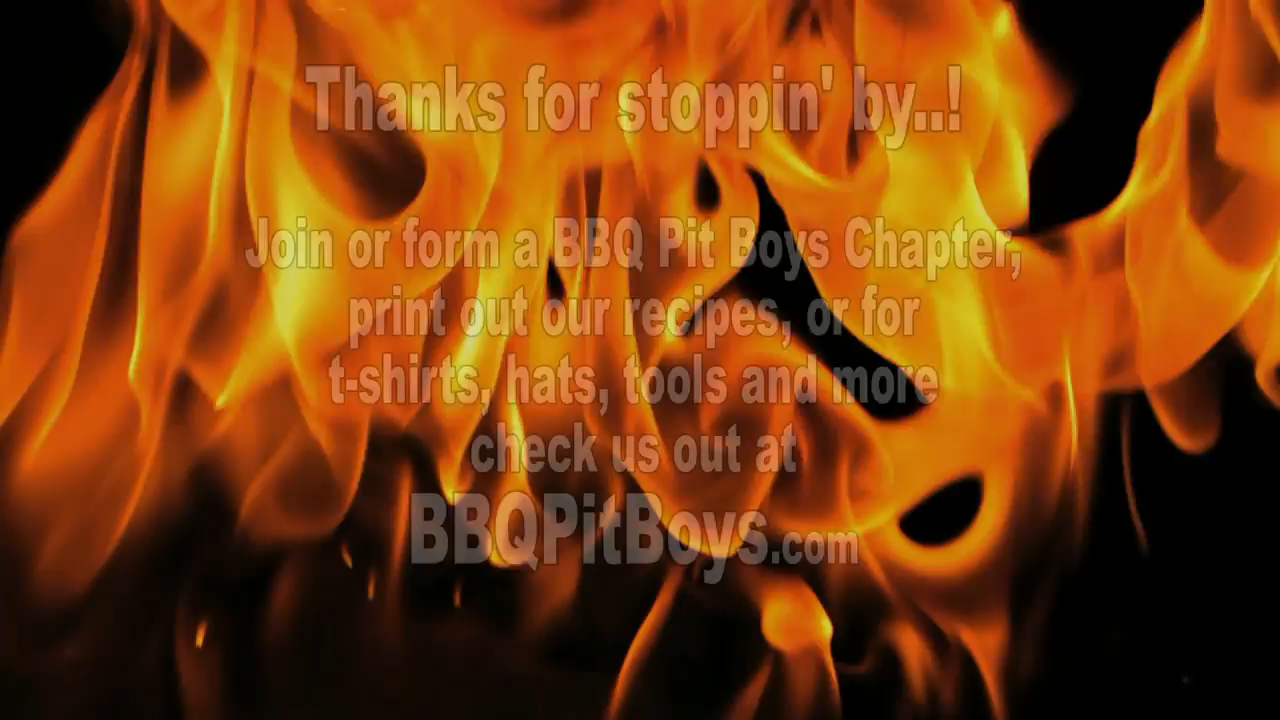 Thanks for stoppin' by..!
Join or form a BBQ Pit Boys Chapter,
print out our recipes, or for
t-shirts, hats, tools and more
check us out at
BBQPitBoys.com